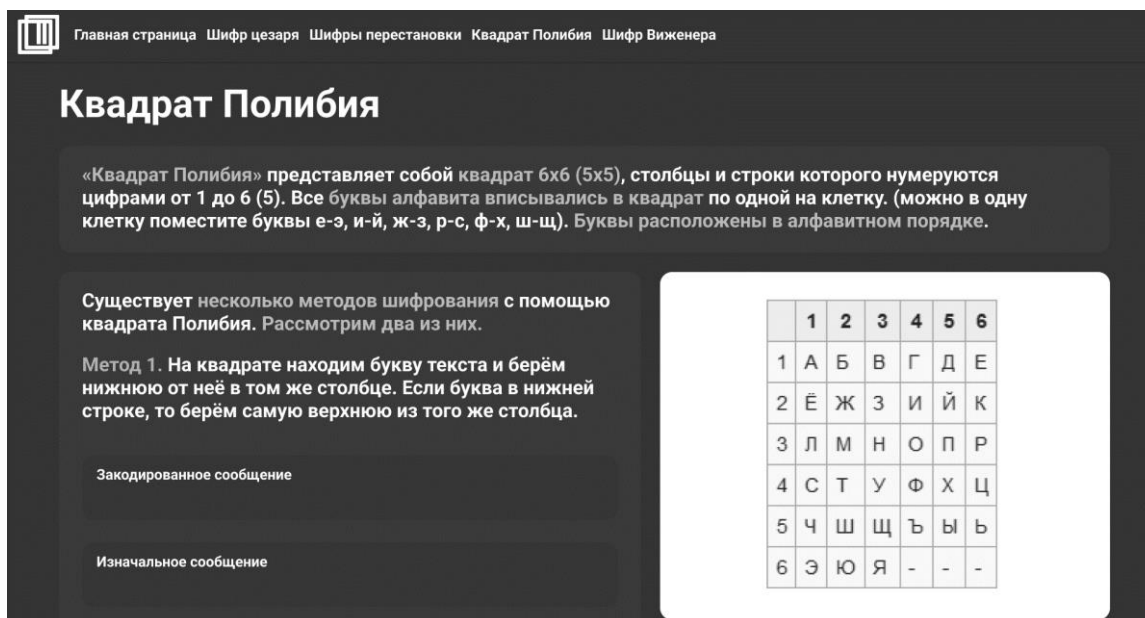 Главная страница Шифр цезаря Шифры перестановки Квадрат Полибия Шифр Виженера
Квадрат Полибия
«Квадрат Полибия» представляет собой квадрат 6х6 (5х5), столбцы и строки которого нумеруются
цифрами от 1 до 6 (5). Все буквы алфавита вписывались в квадрат по одной на клетку. (можно в одну
клетку поместите буквы е-э, и-й, ж-з, р-с, ф-х, ш-щ). Буквы расположены в алфавитном порядке.
Существует несколько методов шифрования с помощью
квадрата Полибия. Рассмотрим два из них.
Метод 1. На квадрате находим букву текста и берём
нижнюю от неё в том же столбце. Если буква в нижней
строке, то берём самую верхнюю из того же столбца.
Закодированное сообщение
Изначальное сообщение
1 2 3 4 5 6
1 А Б В Г Д Е
2 Ё Ж З И Й К
3 Л М Н О П Р
4 С Т У Ф Х Ц
5 Ч Ш Щ Ъ Ы Ь
6 Э Ю Я - - -